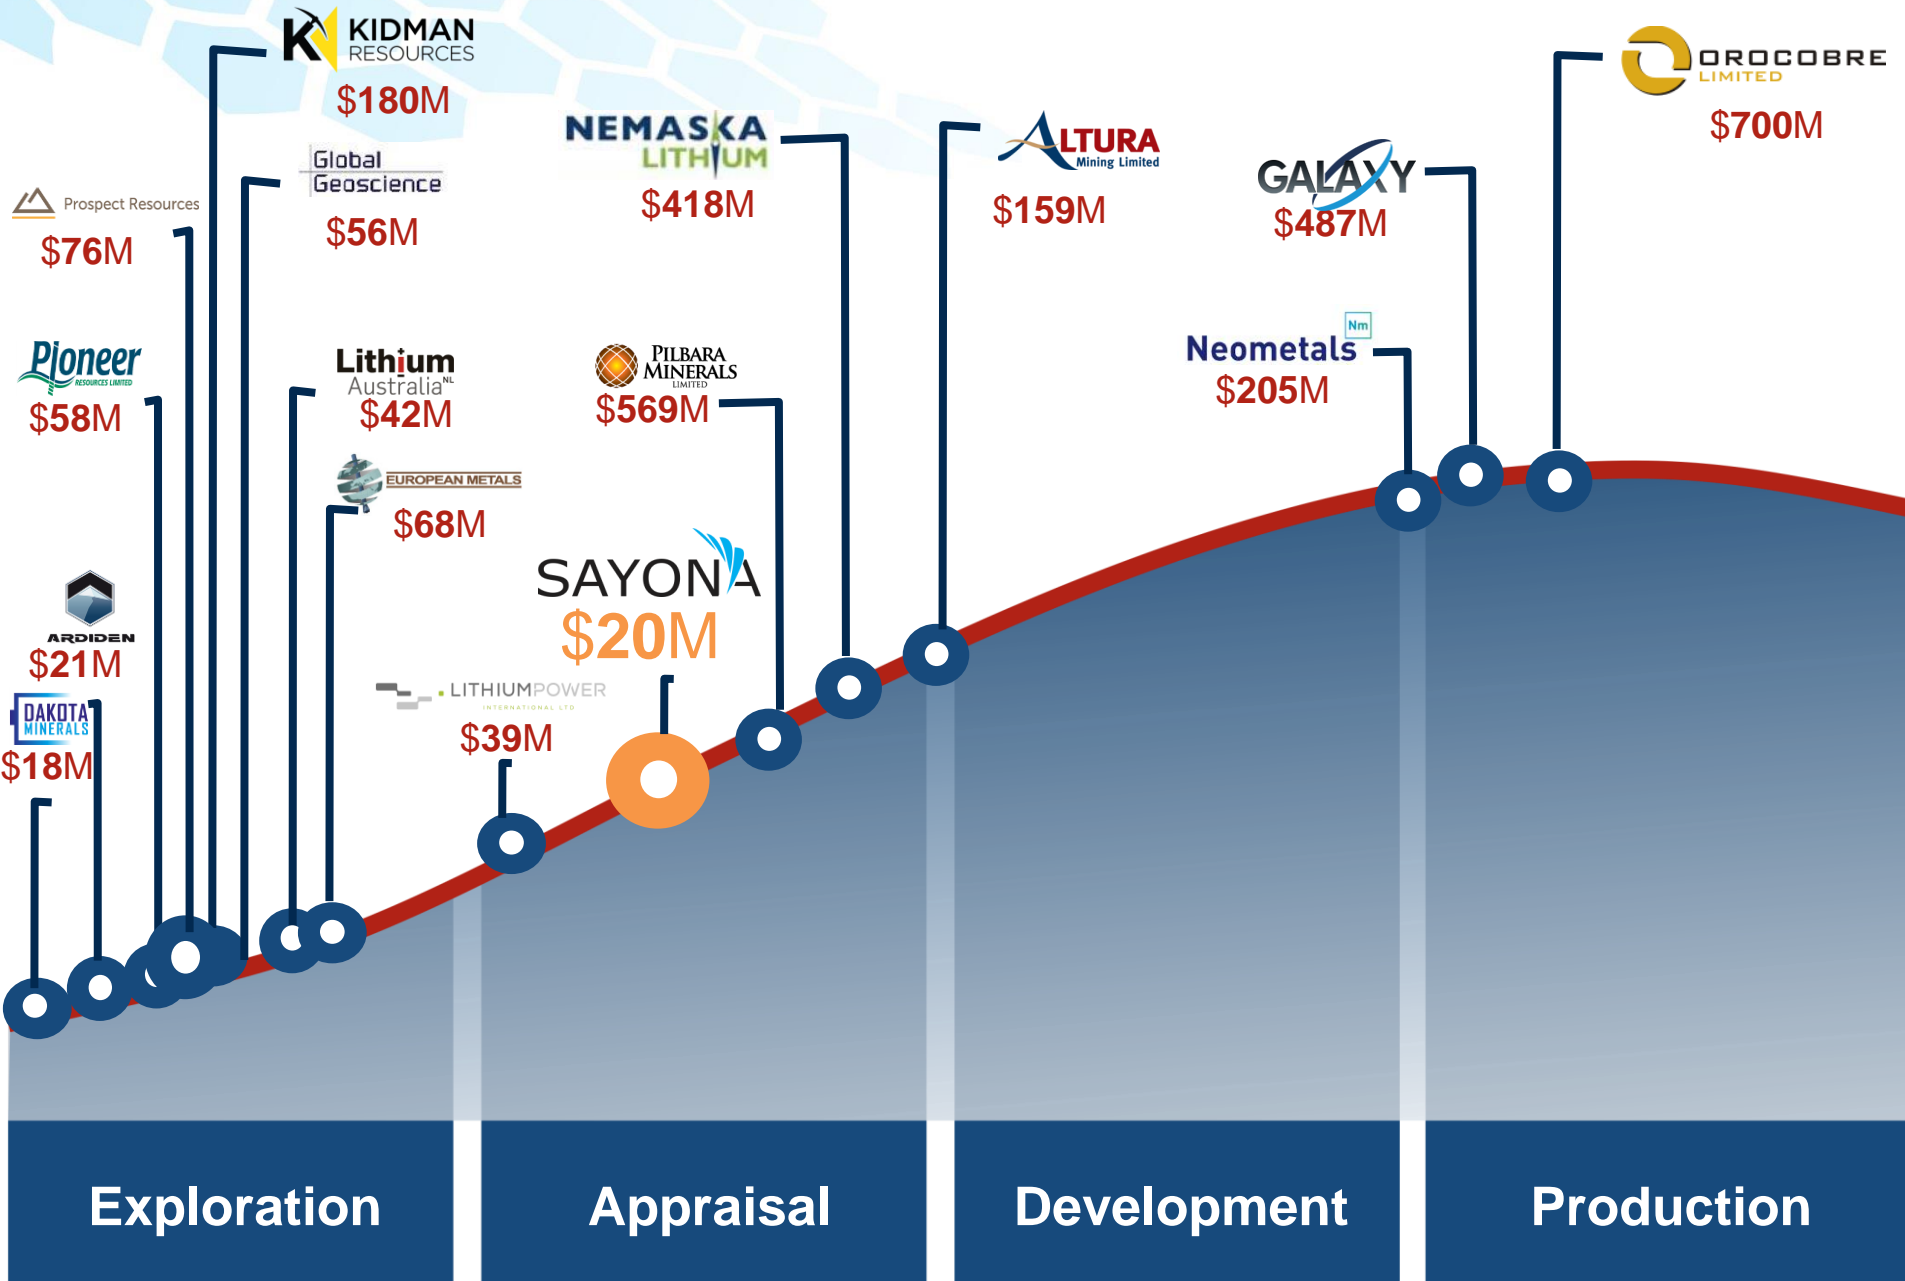 KIDMAN
RESOURCES
$180M
OROCOBRE
LIMITED
$700M
NEMASKA
LITHIUM
$418M
ALTURA
Mining Limited
$159M
Global
Geoscience
$56M
GALAXY
$487M
Prospect Resources
$76M
Nm
Neometals
$205M
Pioneer
RESOURCES LIMITED
$58M
Lithium
Australia NL
$42M
PILBARA
MINERALS
LIMITED
$569M
EUROPEAN METALS
$68M
SAYONA
$20M
ARDIDEN
$21M
LITHIUMPOWER
INTERNATIONAL LTD
$39M
DAKOTA
MINERALS
$18M
Exploration
Appraisal
Development
Production